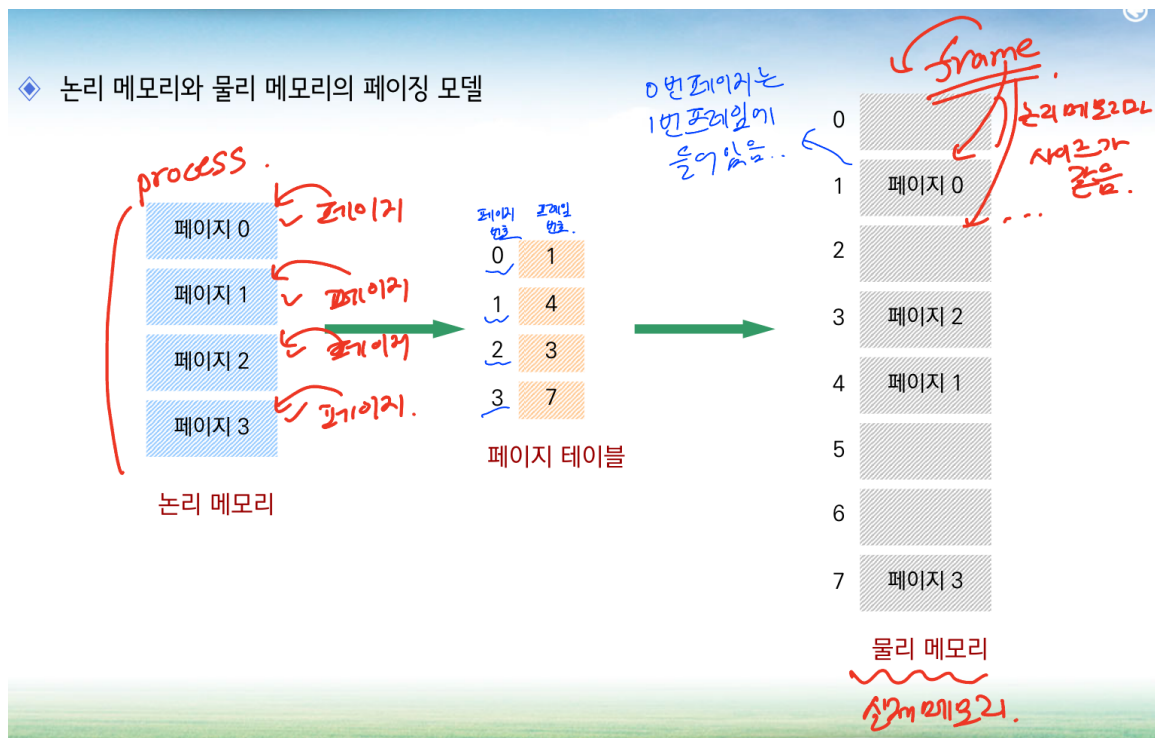 논리 메모리와 물리 메모리의 페이징 모델
process.
페이지 0
페이지
페이지 1
페이지
페이지 2
페이지
페이지 3
페이지.
논리 메모리
페이지 번호
프레임 번호.
0 1
1 4
2 3
3 7
페이지 테이블
0번 페이지는
1번 프레임에
들어 있음..
frame.
논리메모리와
사이즈가
같음.
...
0
1 페이지 0
2
3 페이지 2
4 페이지 1
5
6
7 페이지 3
물리 메모리
실제메모리.